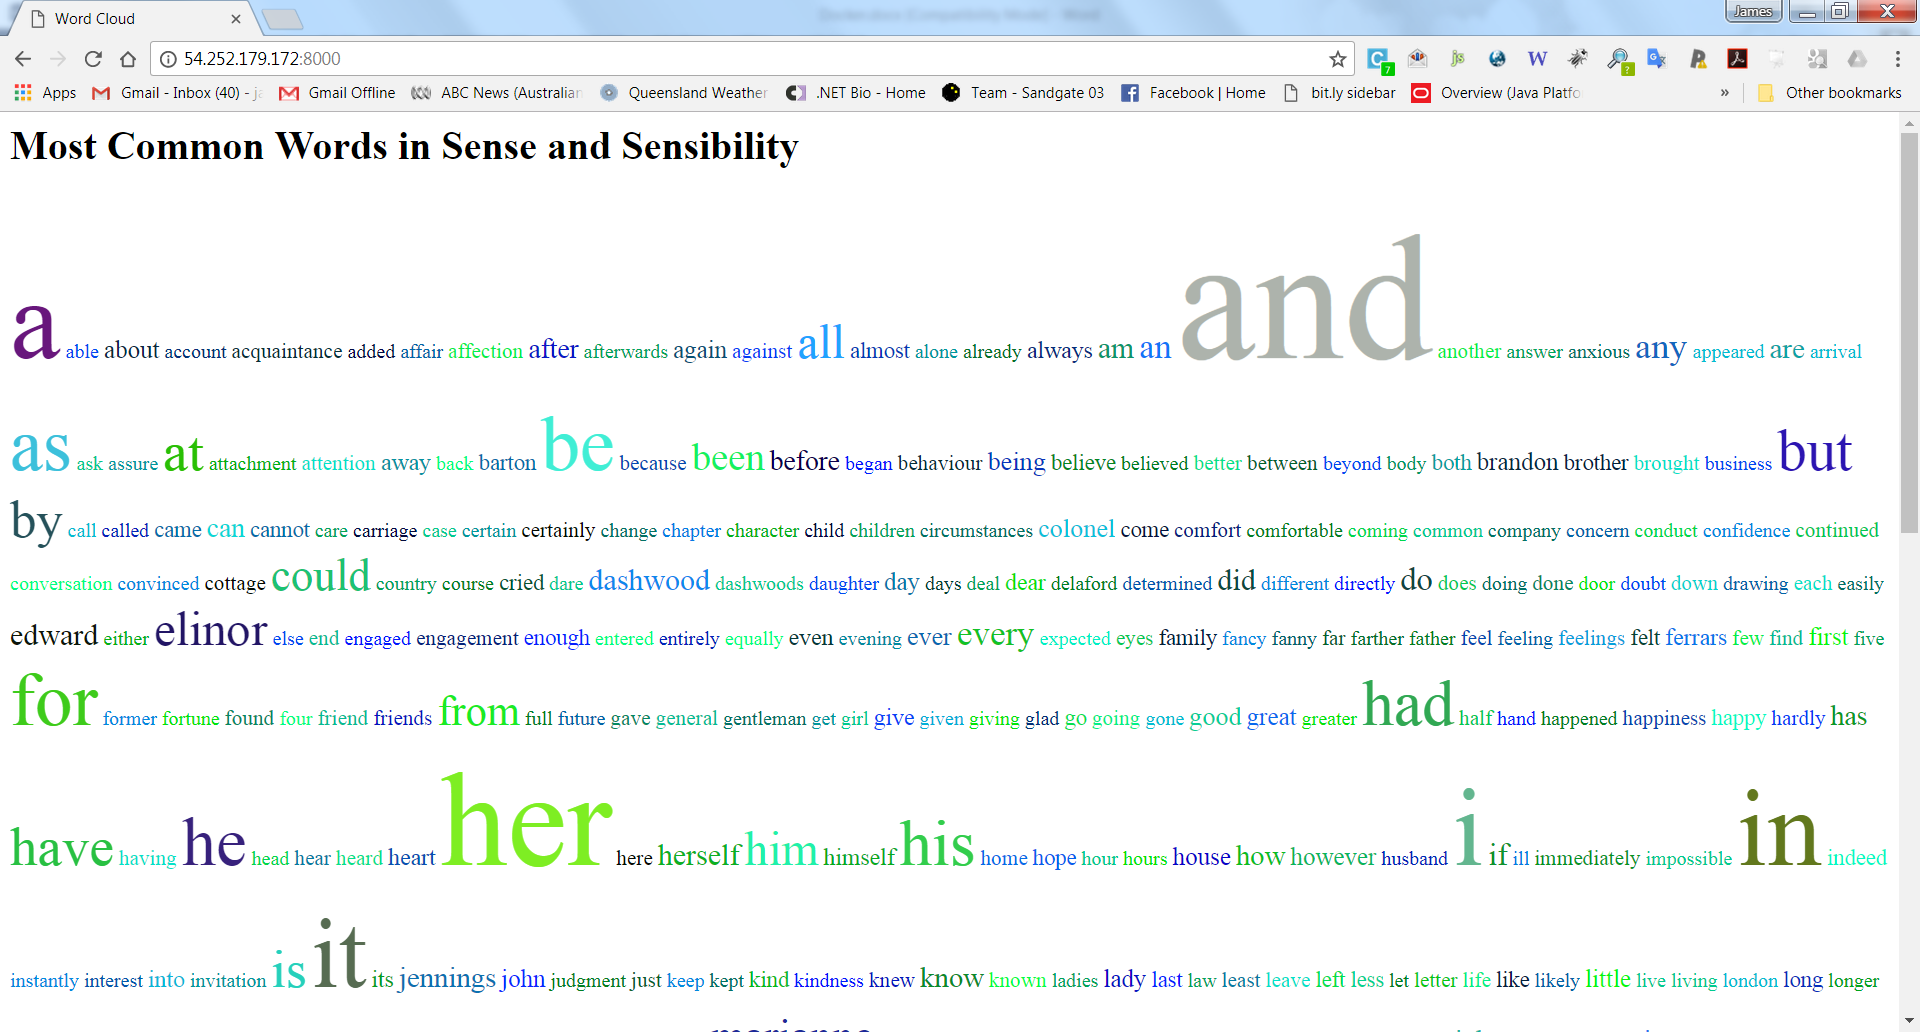 Word Cloud
James
54.252.179.172:8000
Apps Gmail - Inbox (40) - ja Gmail Offline ABC News (Australian Queensland Weather .NET Bio - Home Team - Sandgate 03 Facebook | Home bit.ly sidebar Overview (Java Platfo » Other bookmarks
Most Common Words in Sense and Sensibility
a able about account acquaintance added affair affection after afterwards again against all almost alone already always am an and another answer anxious any appeared are arrival
as ask assure at attachment attention away back barton be because been before began behaviour being believe believed better between beyond body both brandon brother brought business but
by call called came can cannot care carriage case certain certainly change chapter character child children circumstances colonel come comfort comfortable coming common company concern conduct confidence continued
conversation convinced cottage could country course cried dare dashwood dashwoods daughter day days deal dear delaford determined did different directly do does doing done door doubt down drawing each easily
edward either elinor else end engaged engagement enough entered entirely equally even evening ever every expected eyes family fancy fanny far farther father feel feeling feelings felt ferrars few find first five
for former fortune found four friend friends from full future gave general gentleman get girl give given giving glad go going gone good great greater had half hand happened happiness happy hardly has
have having he head hear heard heart her here herself him himself his home hope hour hours house how however husband i if ill immediately impossible in indeed
instantly interest into invitation is it its jennings john judgment just keep kept kind kindness knew know known ladies lady last law least leave left less let letter life like likely little live living london long longer